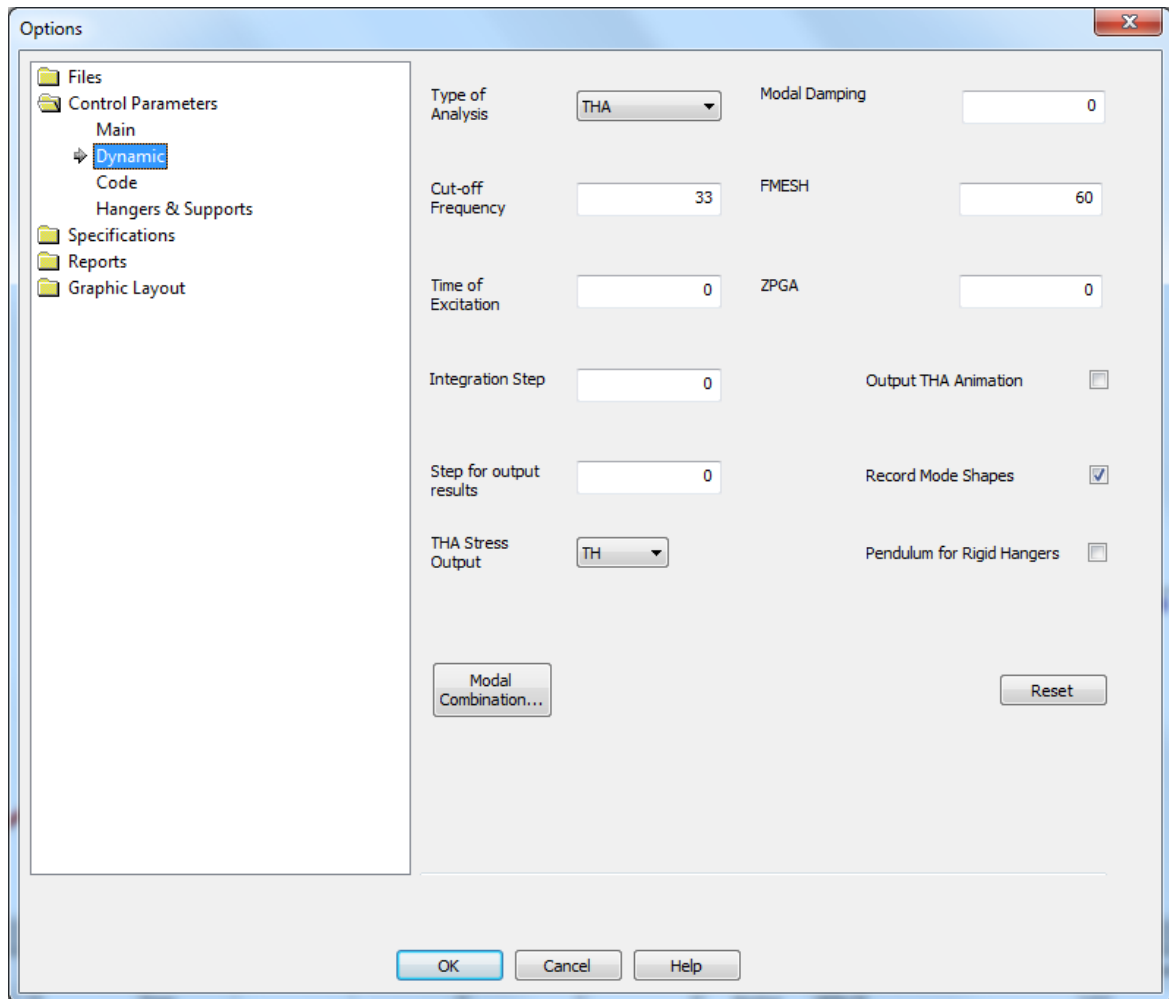 Options
X
Files
Control Parameters
Main
Dynamic
Code
Hangers & Supports
Specifications
Reports
Graphic Layout
Type of
Analysis
THA
Modal Damping
0
Cut-off
Frequency
33
FMESH
60
Time of
Excitation
0
ZPGA
0
Integration Step
0
Output THA Animation
Step for output
results
0
Record Mode Shapes
THA Stress
Output
TH
Pendulum for Rigid Hangers
Modal
Combination...
Reset
OK
Cancel
Help